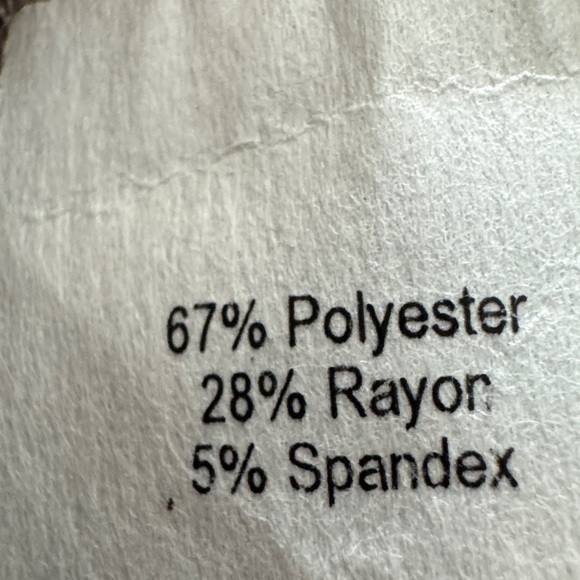 67% Polyester
28% Rayon
5% Spandex